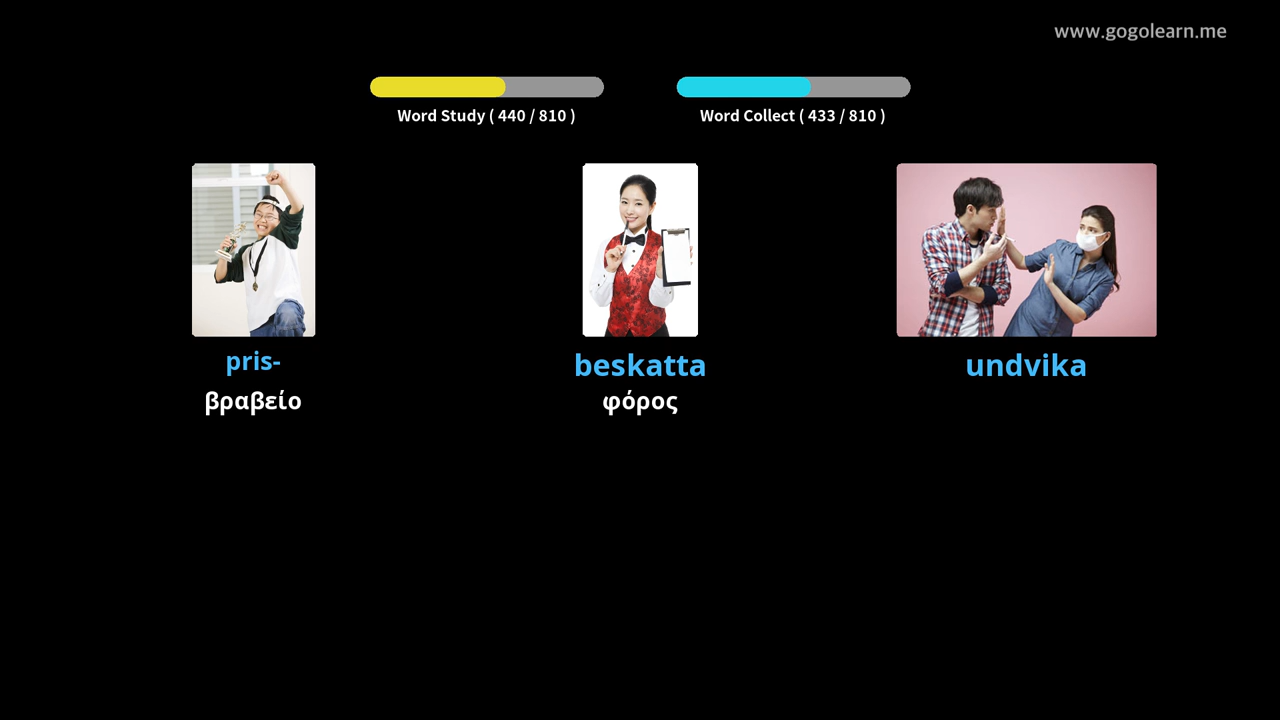 www.gogolearn.me
Word Study ( 440 / 810 )
Word Collect ( 433 / 810 )
pris-
βραβείο
beskatta
φόρος
undvika